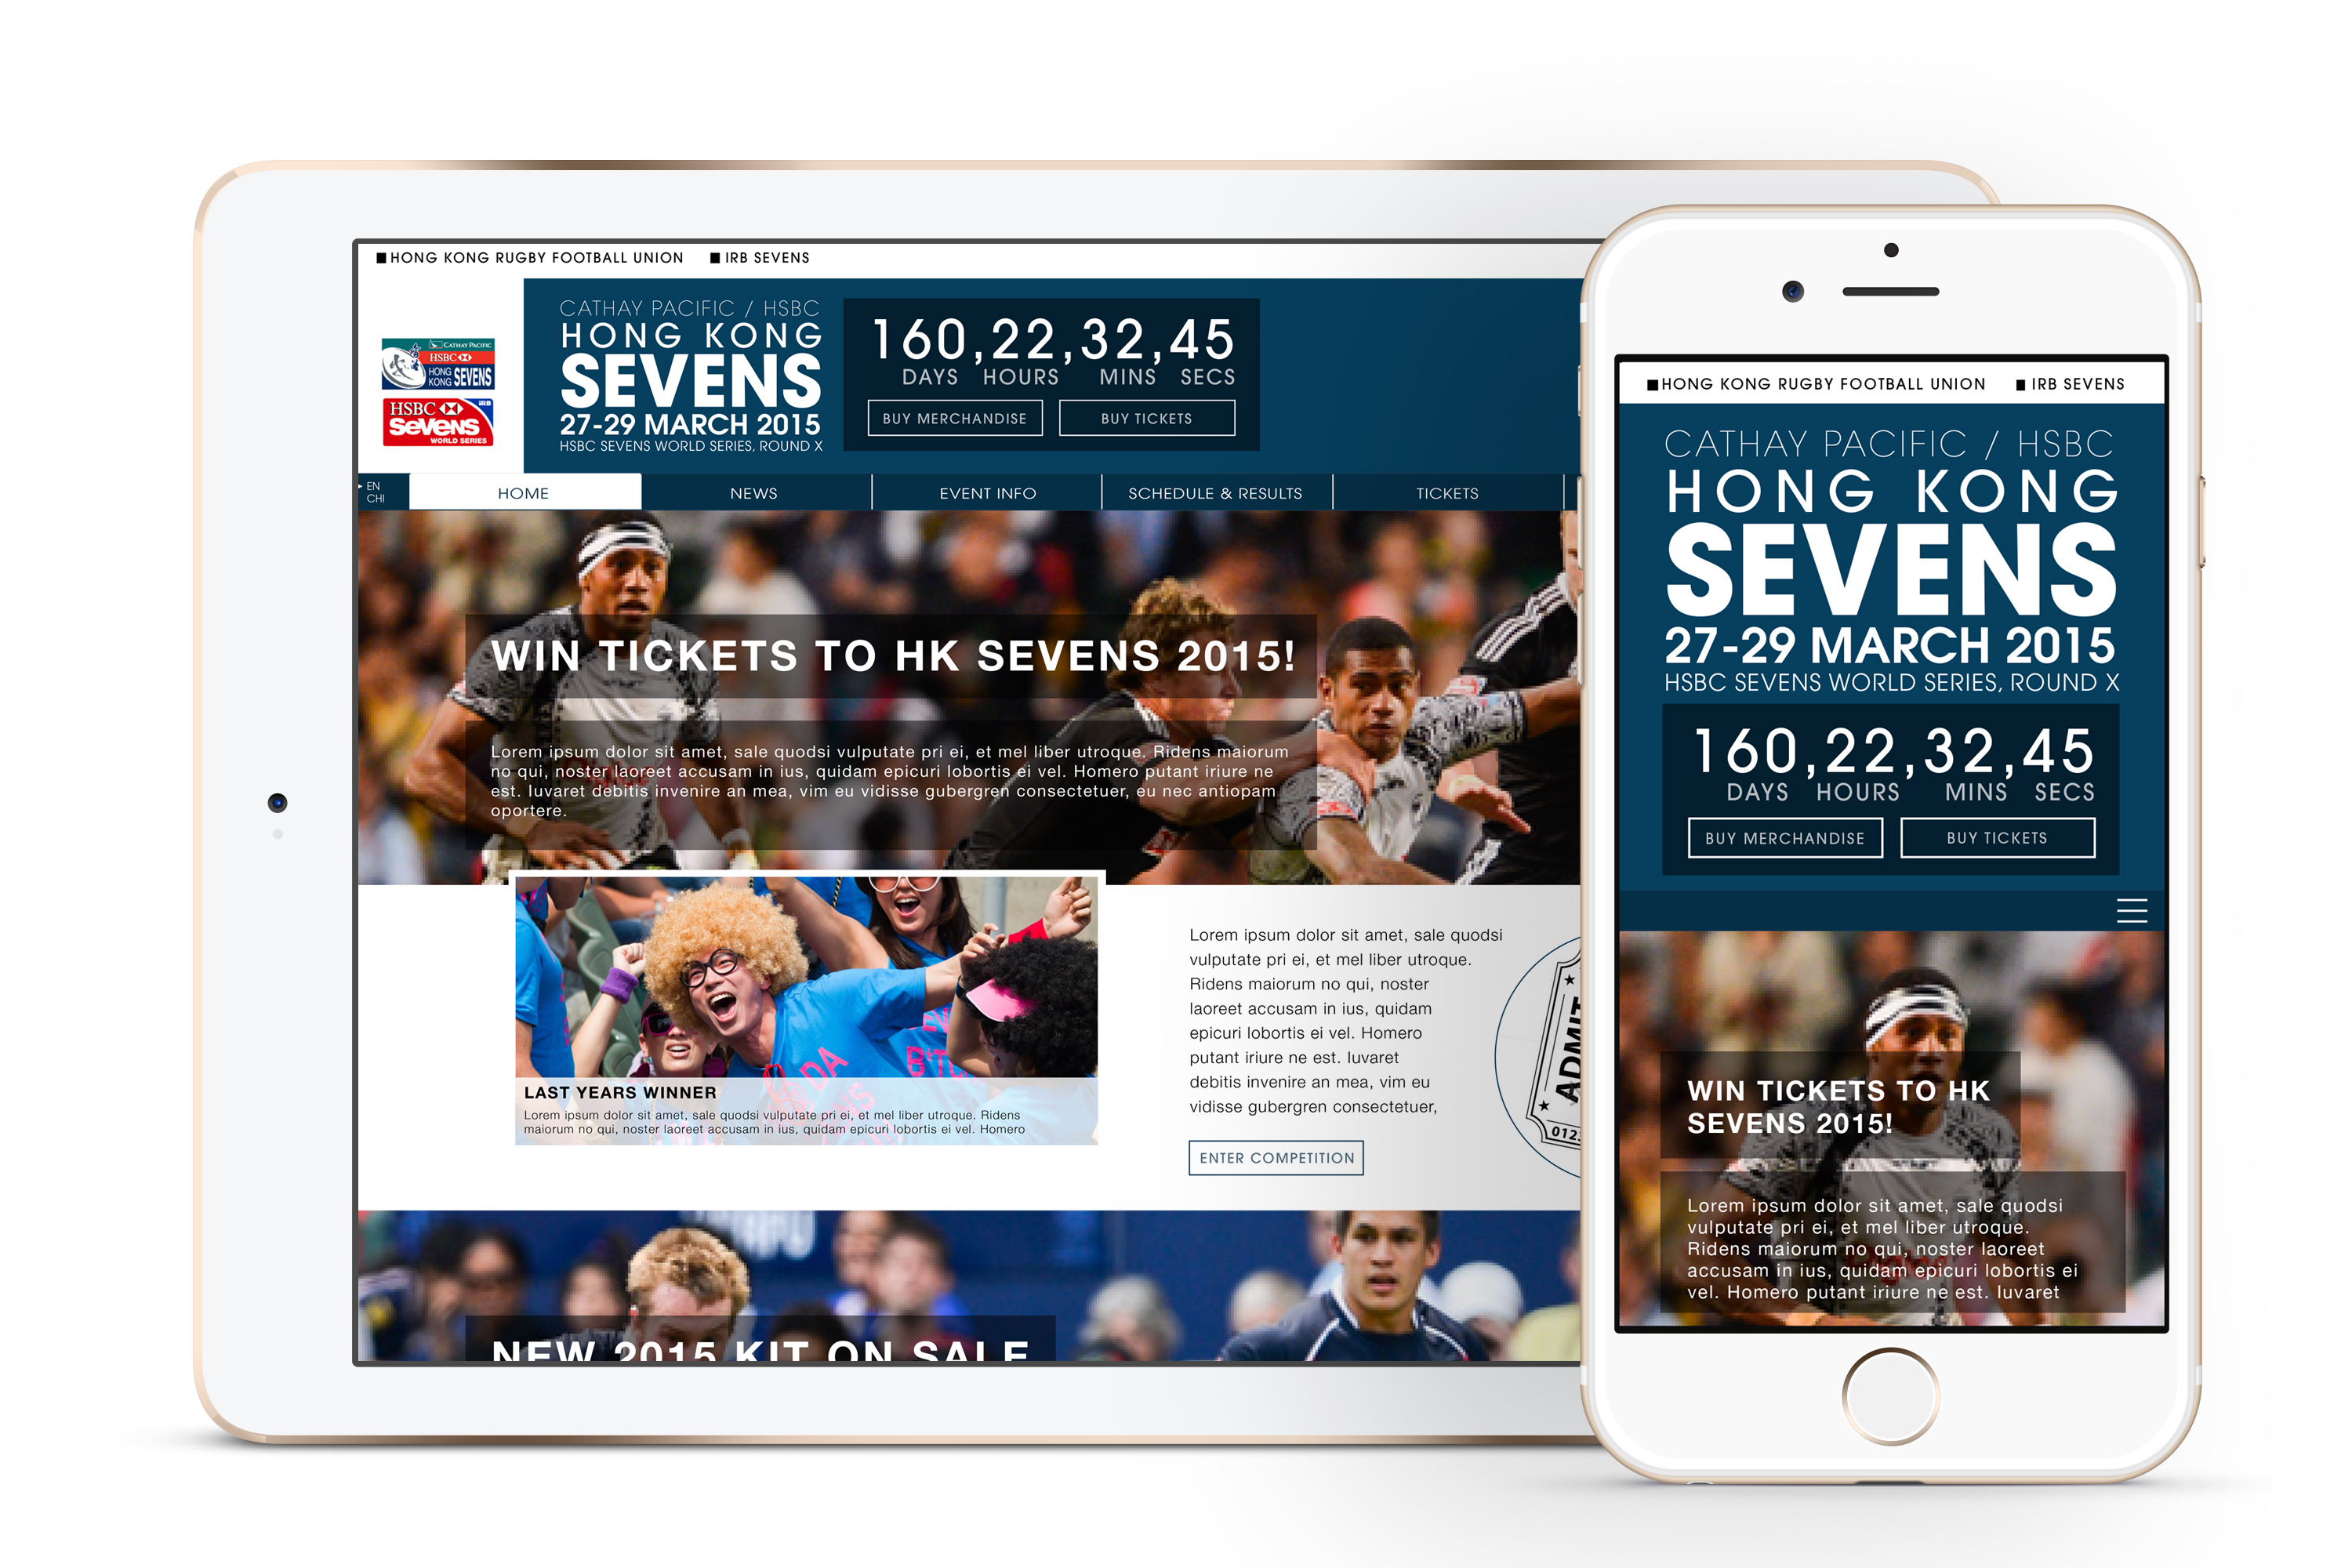 HONG KONG RUGBY FOOTBALL UNION IRB SEVENS
CATHAY PACIFIC
HSBC
HONG
KONG SEVENS
HSBC
IRB
SEVENS
WORLD SERIES
CATHAY PACIFIC / HSBC
HONG KONG
SEVENS
27-29 MARCH 2015
HSBC SEVENS WORLD SERIES, ROUND X
160,22,32,45
DAYS HOURS MINS SECS
BUY MERCHANDISE BUY TICKETS
EN
CHI
HOME NEWS EVENT INFO SCHEDULE & RESULTS TICKETS
WIN TICKETS TO HK SEVENS 2015!
Lorem ipsum dolor sit amet, sale quodsi vulputate pri ei, et mel liber utroque. Ridens maiorum
no qui, noster laoreet accusam in ius, quidam epicuri lobortis ei vel. Homero putant iriure ne
est. Iuvaret debitis invenire an mea, vim eu vidisse gubergren consectetuer, eu nec antiopam
oportere.
DA
LAST YEARS WINNER
Lorem ipsum dolor sit amet, sale quodsi vulputate pri ei, et mel liber utroque. Ridens
maiorum no qui, noster laoreet accusam in ius, quidam epicuri lobortis ei vel. Homero
Lorem ipsum dolor sit amet, sale quodsi
vulputate pri ei, et mel liber utroque.
Ridens maiorum no qui, noster
laoreet accusam in ius, quidam
epicuri lobortis ei vel. Homero
putant iriure ne est. Iuvaret
debitis invenire an mea, vim eu
vidisse gubergren consectetuer,
ENTER COMPETITION
ADMIT
012
NEW 2015 KIT ON SALE
HONG KONG RUGBY FOOTBALL UNION IRB SEVENS
CATHAY PACIFIC / HSBC
HONG KONG
SEVENS
27-29 MARCH 2015
HSBC SEVENS WORLD SERIES, ROUND X
160,22,32,45
DAYS HOURS MINS SECS
BUY MERCHANDISE BUY TICKETS
WIN TICKETS TO HK
SEVENS 2015!
Lorem ipsum dolor sit amet, sale quodsi
vulputate pri ei, et mel liber utroque.
Ridens maiorum no qui, noster laoreet
accusam in ius, quidam epicuri lobortis ei
vel. Homero putant iriure ne est. Iuvaret